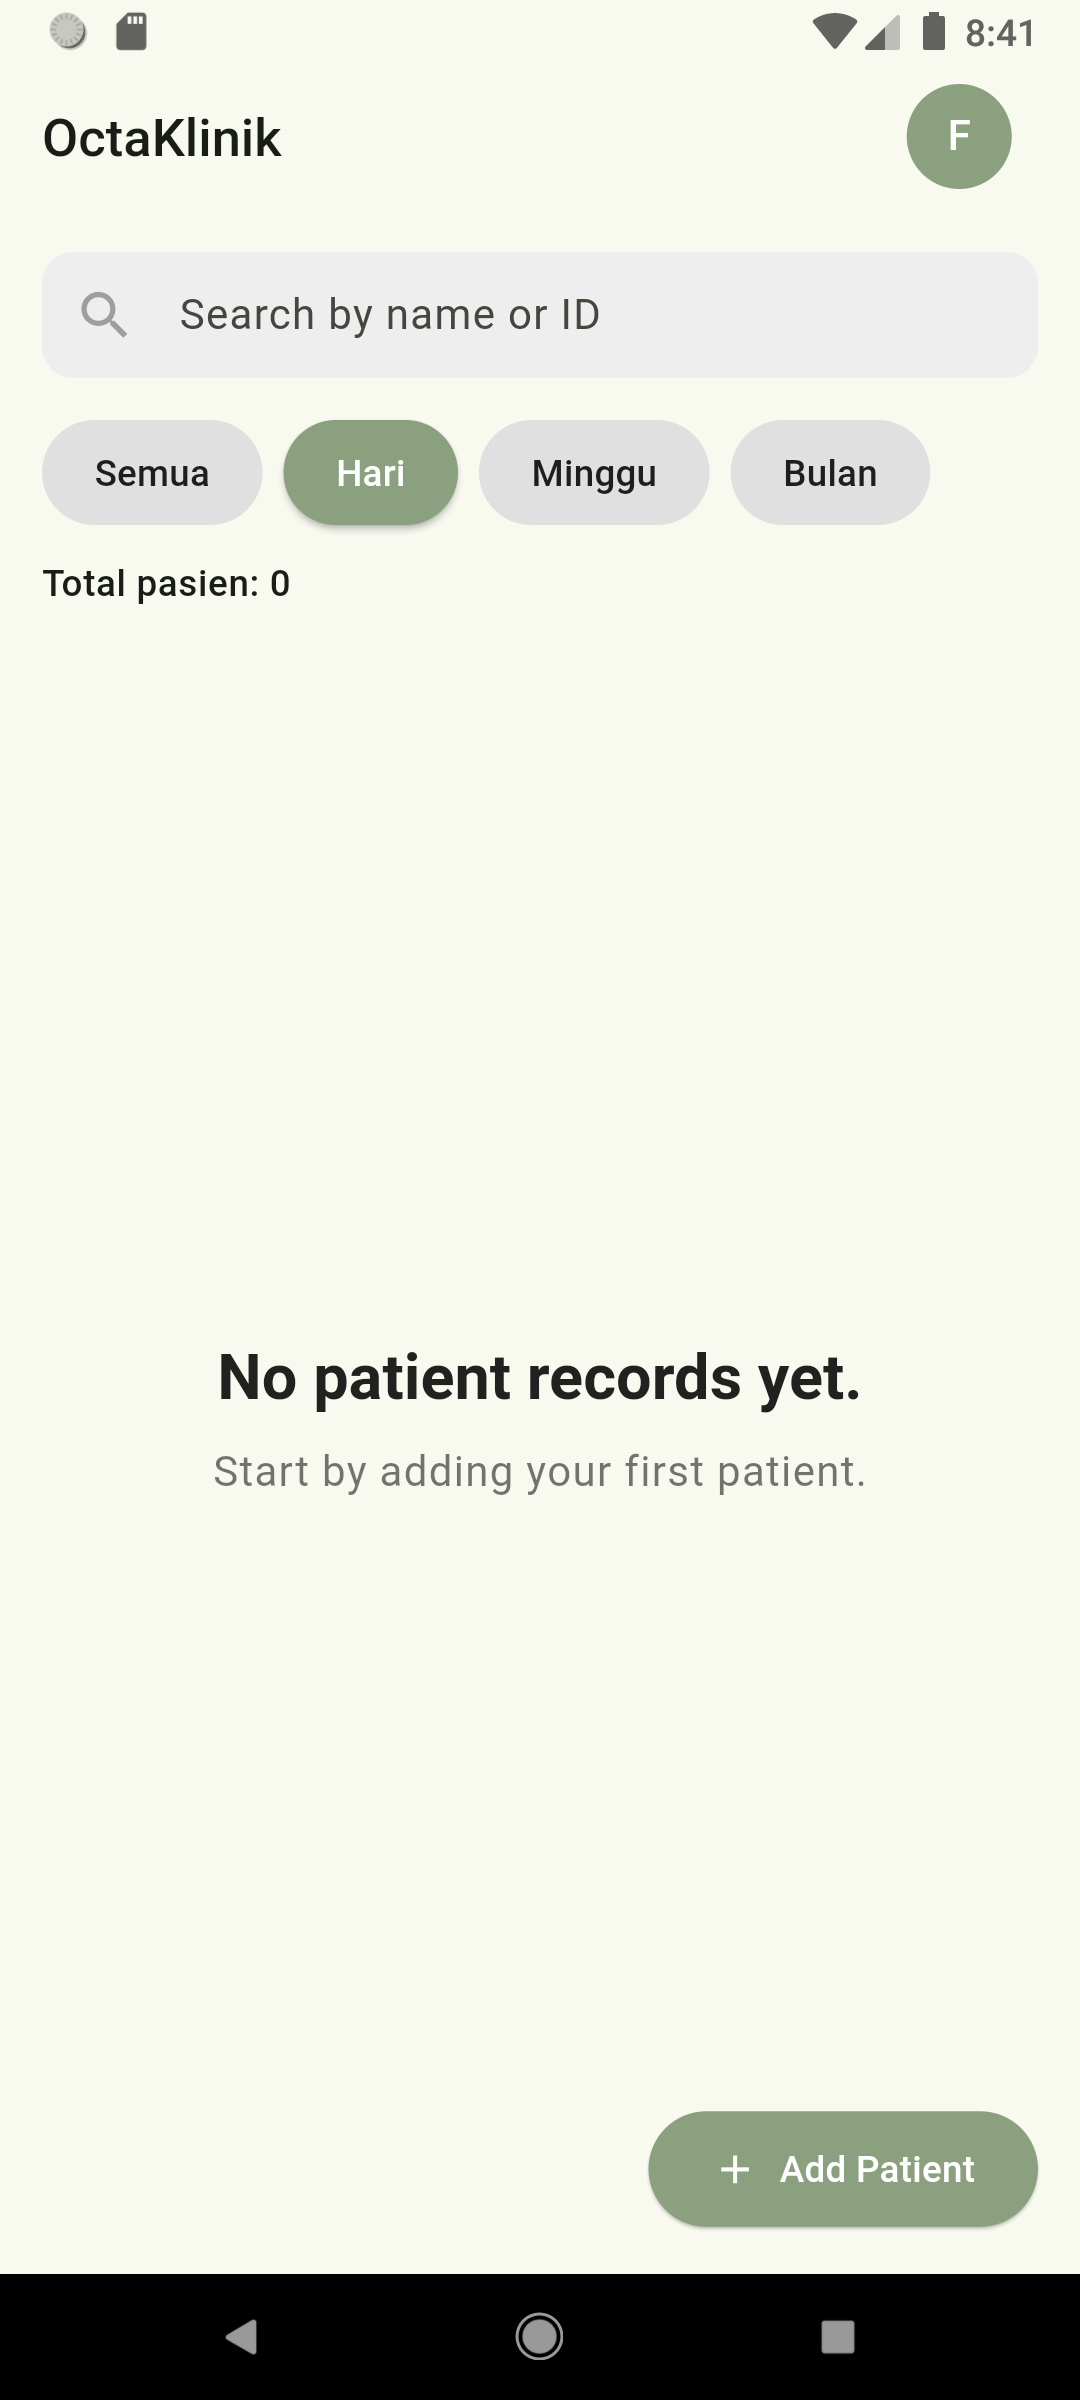 8:41
OctaKlinik
F
Search by name or ID
Semua
Hari
Minggu
Bulan
Total pasien: 0
No patient records yet.
Start by adding your first patient.
+ Add Patient